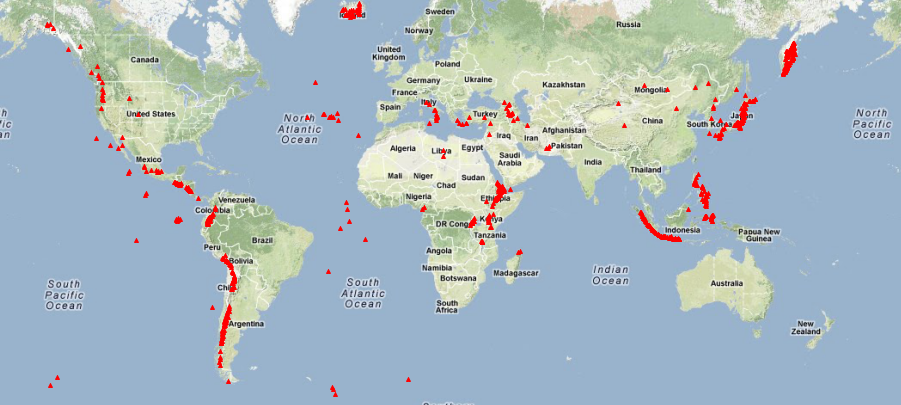 Sweden
Iceland
Norway
Russia
Canada
United
Kingdom
Poland
Germany
Ukraine
Kazakhstan
Mongolia
France
Italy
Spain
Turkey
United States
North
Atlantic
Ocean
China
South Korea
Japan
North
Pacific
Ocean
Iraq
Iran
Afghanistan
Pakistan
Algeria
Libya
Egypt
Saudi
Arabia
India
Mexico
Mali
Niger
Chad
Sudan
Thailand
Nigeria
Ethiopia
Venezuela
Colombia
DR Congo
Kenya
Indonesia
Papua New
Guinea
Tanzania
Peru
Brazil
Angola
Bolivia
Namibia
Botswana
Madagascar
Indian
Ocean
South
Pacific
Ocean
South
Atlantic
Ocean
Australia
South
Africa
Argentina
New
Zealand